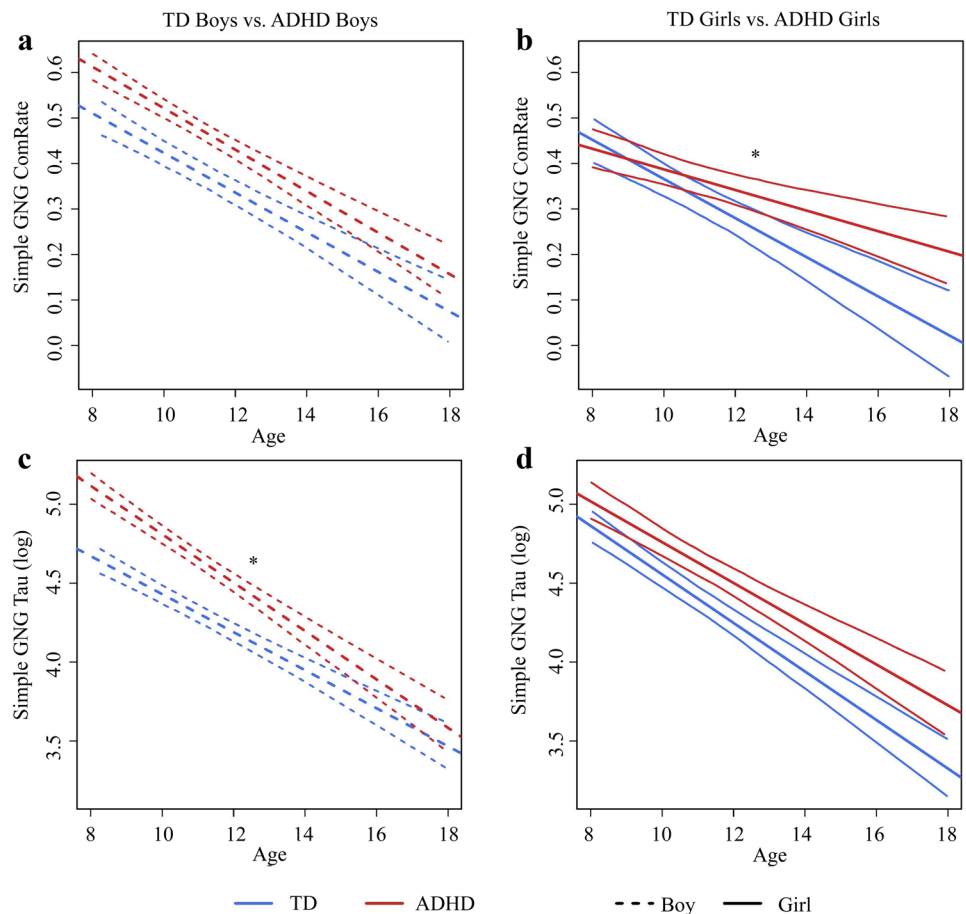 TD Boys vs. ADHD Boys
TD Girls vs. ADHD Girls
a
Simple GNG ComRate
0.6
0.5
0.4
0.3
0.2
0.1
0.0
8 10 12 14 16 18
Age
b
Simple GNG ComRate
0.6
0.5
0.4
0.3
0.2
0.1
0.0
*
8 10 12 14 16 18
Age
c
Simple GNG Tau (log)
5.0
4.5
4.0
3.5
*
8 10 12 14 16 18
Age
d
Simple GNG Tau (log)
5.0
4.5
4.0
3.5
8 10 12 14 16 18
Age
TD ADHD Boy Girl